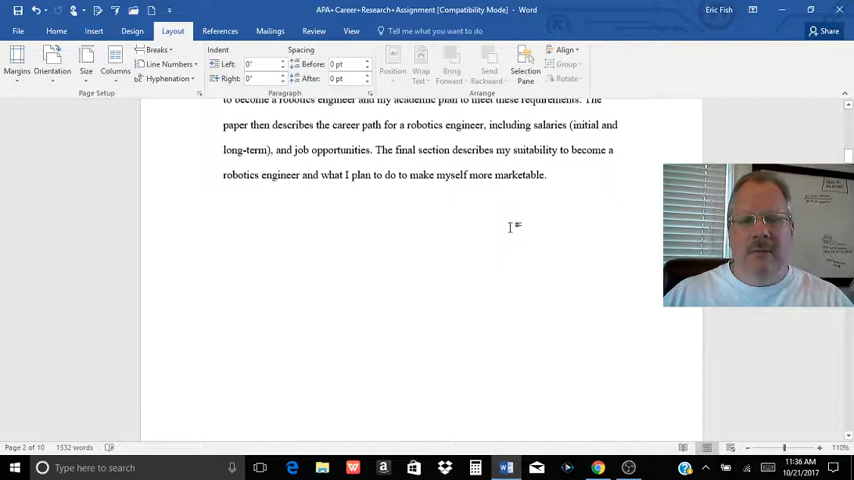 APA+Career+Research+Assignment [Compatibility Mode] - Word
Eric Fish
File Home Insert Design Layout References Mailings Review View Tell me what you want to do Share
Margins Orientation Size Columns
Breaks
Line Numbers
Hyphenation
Page Setup
Indent
Left: 0"
Right: 0"
Spacing
Before: 0 pt
After: 0 pt
Paragraph
Position Wrap Text Bring Forward Send Backward Selection Pane
Align
Group
Rotate
Arrange
to become a robotics engineer and my academic plan to meet these requirements. The
paper then describes the career path for a robotics engineer, including salaries (initial and
long-term), and job opportunities. The final section describes my suitability to become a
robotics engineer and what I plan to do to make myself more marketable.
Page 2 of 10 1532 words
110%
Type here to search
11:36 AM
10/21/2017